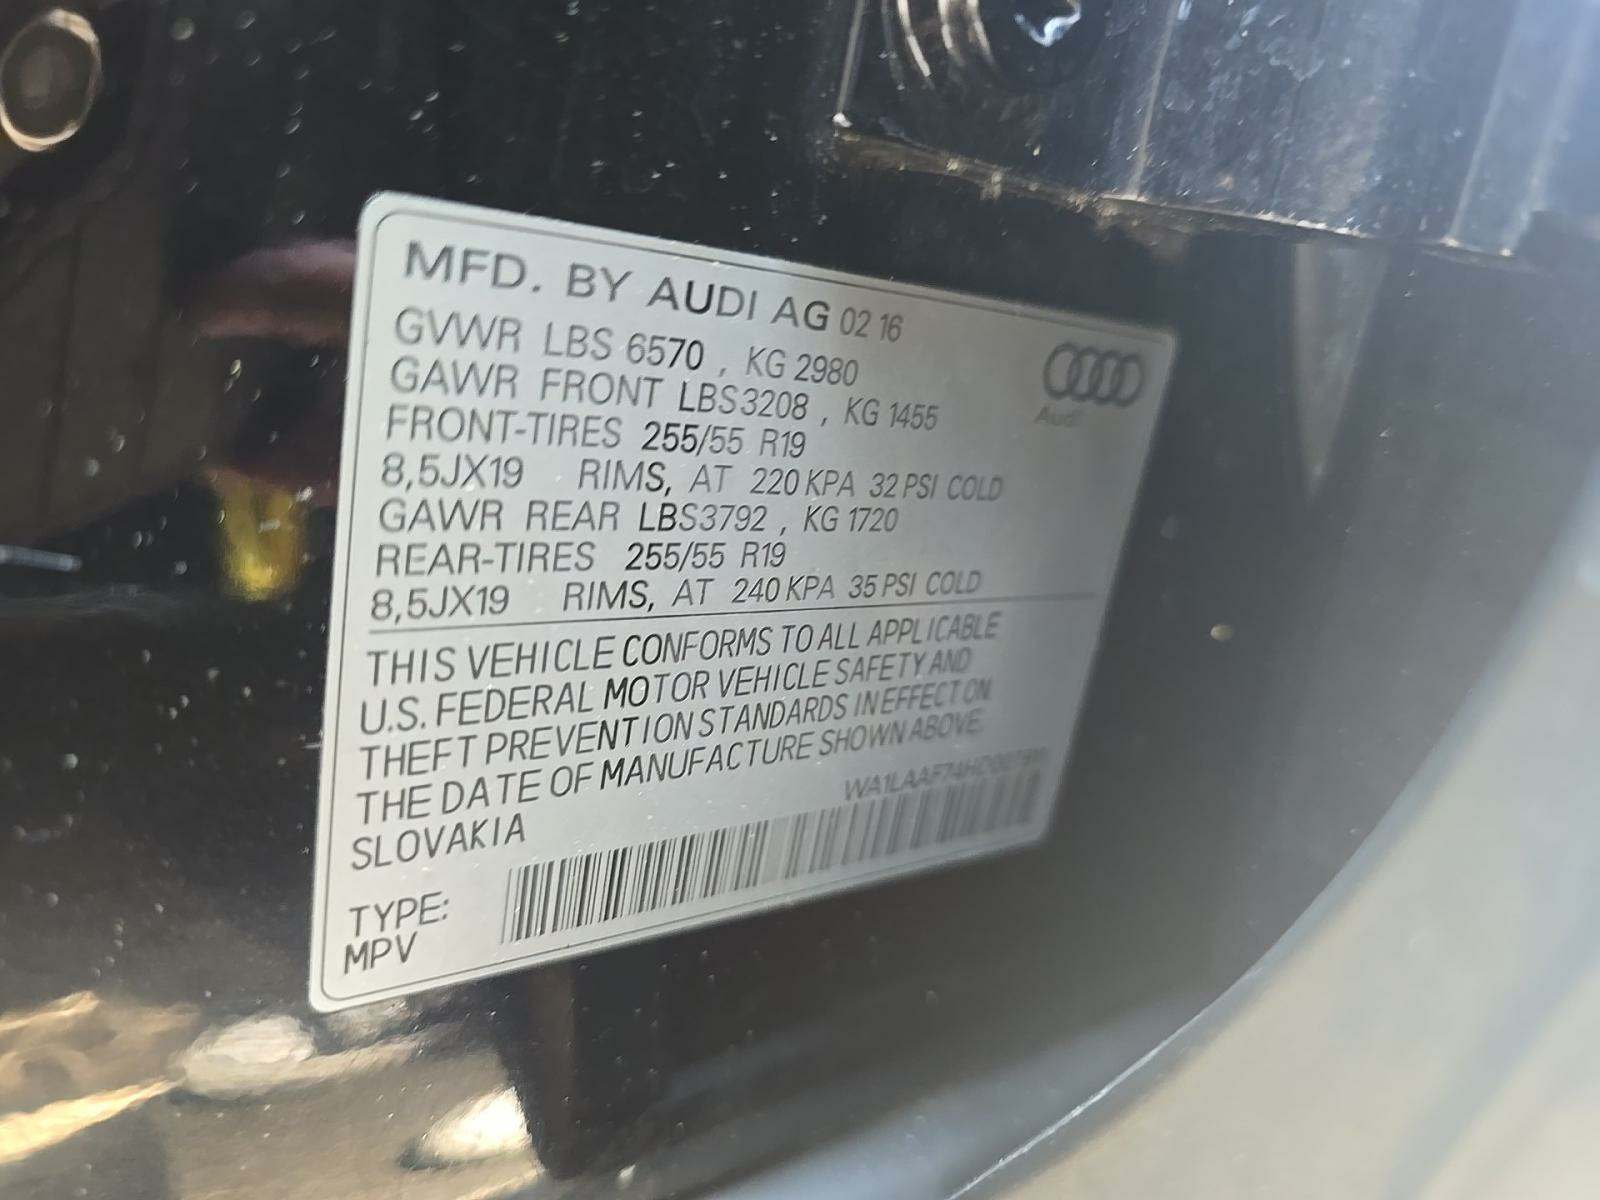 MFD. BY AUDI AG 02 16
GVWR LBS 6570 , KG 2980
GAWR FRONT LBS3208 , KG 1455
FRONT-TIRES 255/55 R19
8,5JX19 RIMS, AT 220 KPA 32 PSI COLD
GAWR REAR LBS3792 , KG 1720
REAR-TIRES 255/55 R19
8,5JX19 RIMS, AT 240 KPA 35 PSI COLD
THIS VEHICLE CONFORMS TO ALL APPLICABLE
U.S. FEDERAL MOTOR VEHICLE SAFETY AND
THEFT PREVENTION STANDARDS IN EFFECT ON
THE DATE OF MANUFACTURE SHOWN ABOVE.
SLOVAKIA
TYPE:
MPV
Audi